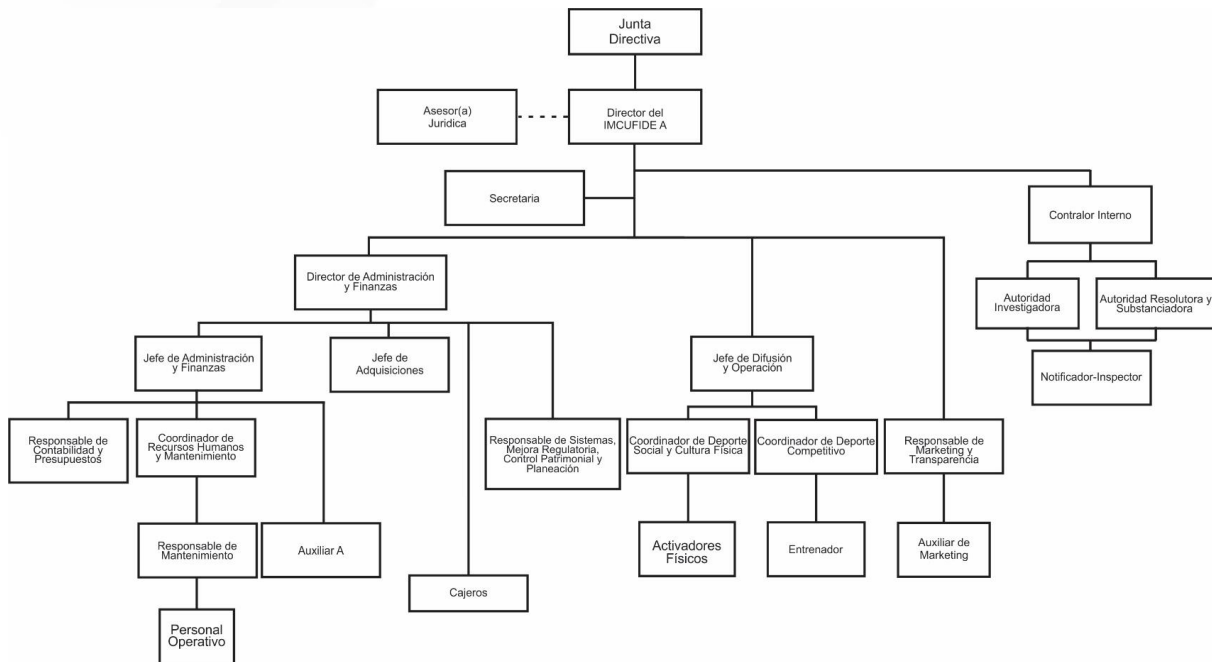 Junta
Directiva
Asesor(a)
Juridica
Director del
IMCUFIDE A
Secretaria
Contralor Interno
Director de Administración
y Finanzas
Autoridad
Investigadora
Autoridad Resolutora y
Substanciadora
Jefe de Administración
y Finanzas
Jefe de
Adquisiciones
Jefe de Difusión
y Operación
Notificador-Inspector
Responsable de
Contabilidad y
Presupuestos
Coordinador de
Recursos Humanos
y Mantenimiento
Responsable de Sistemas,
Mejora Regulatoria,
Control Patrimonial y
Planeación
Coordinador de Deporte
Social y Cultura Física
Coordinador de Deporte
Competitivo
Responsable de
Marketing y
Transparencia
Responsable de
Mantenimiento
Auxiliar A
Activadores
Físicos
Entrenador
Auxiliar de
Marketing
Cajeros
Personal
Operativo